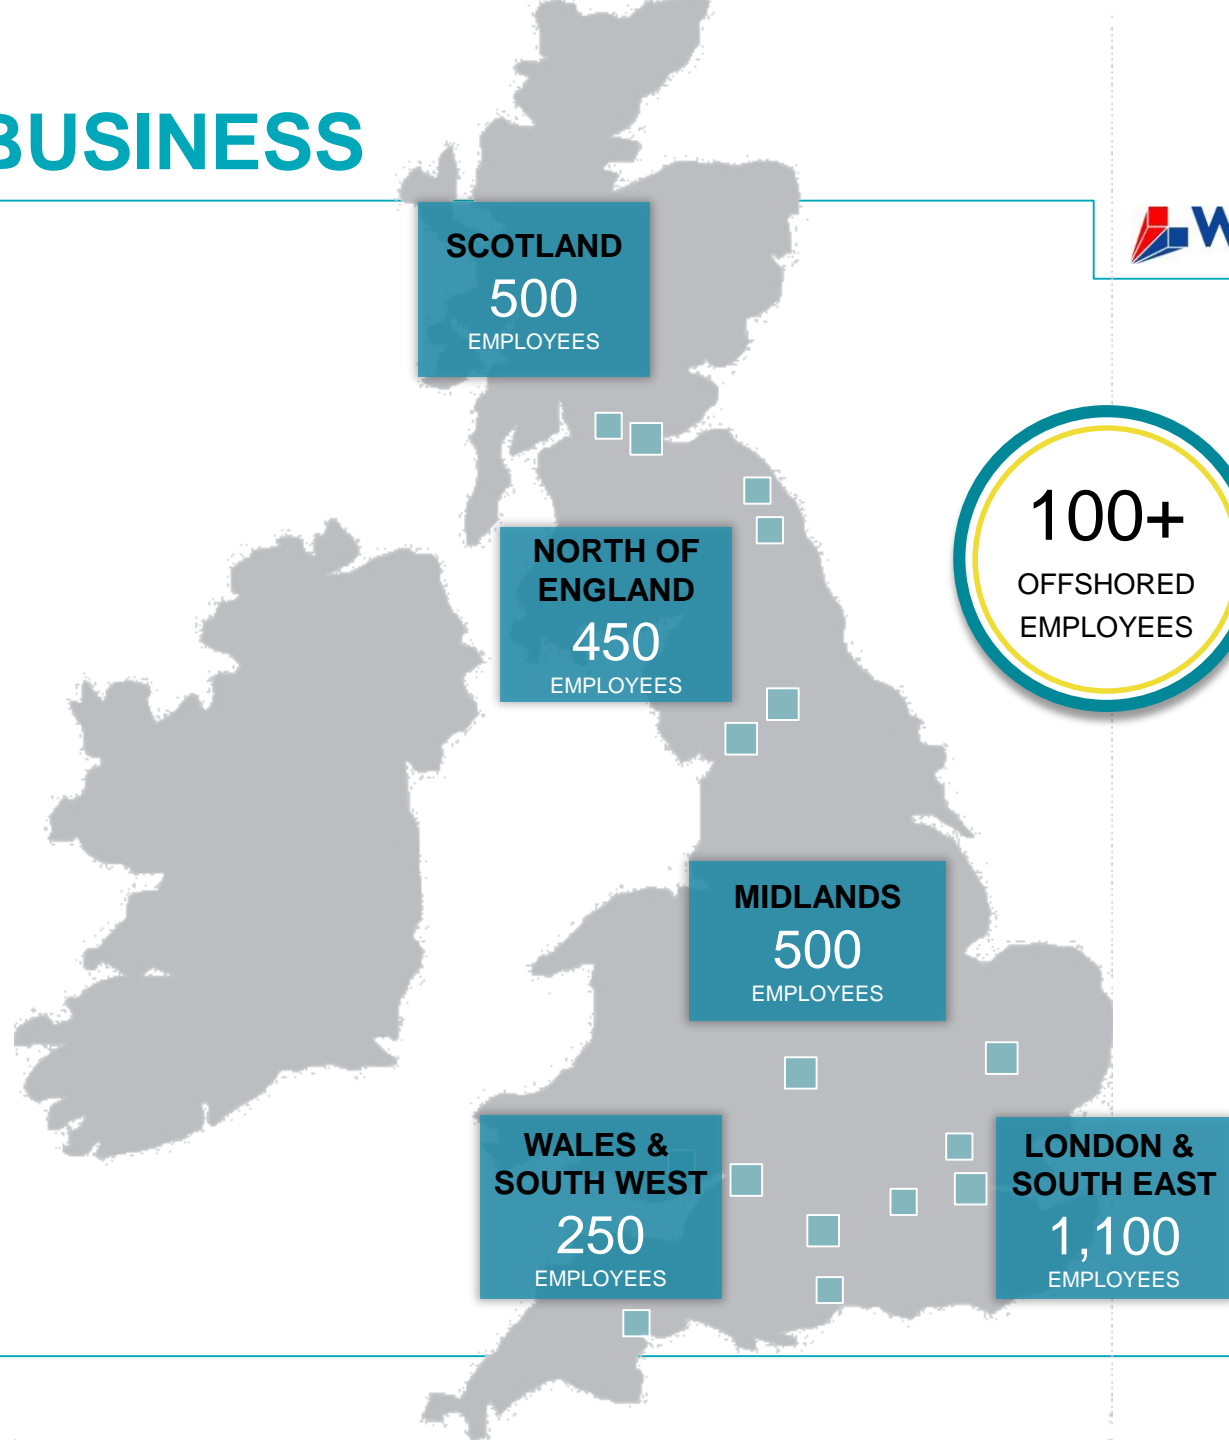 BUSINESS
SCOTLAND
500
EMPLOYEES
100+
OFFSHORED
EMPLOYEES
NORTH OF
ENGLAND
450
EMPLOYEES
MIDLANDS
500
EMPLOYEES
WALES &
SOUTH WEST
250
EMPLOYEES
LONDON &
SOUTH EAST
1,100
EMPLOYEES